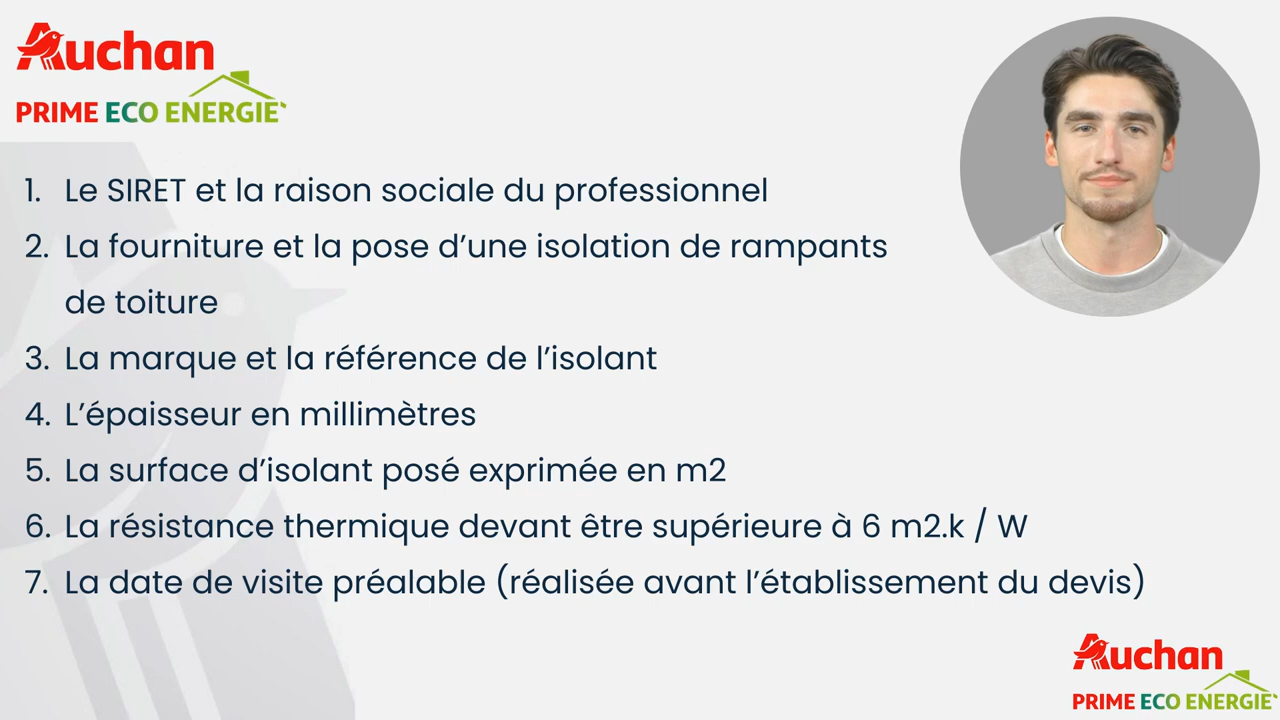 Auchan
PRIME ECO ENERGIE
1. Le SIRET et la raison sociale du professionnel
2. La fourniture et la pose d’une isolation de rampants
de toiture
3. La marque et la référence de l’isolant
4. L’épaisseur en millimètres
5. La surface d’isolant posé exprimée en m2
6. La résistance thermique devant être supérieure à 6 m2.k / W
7. La date de visite préalable (réalisée avant l’établissement du devis)
Auchan
PRIME ECO ENERGIE